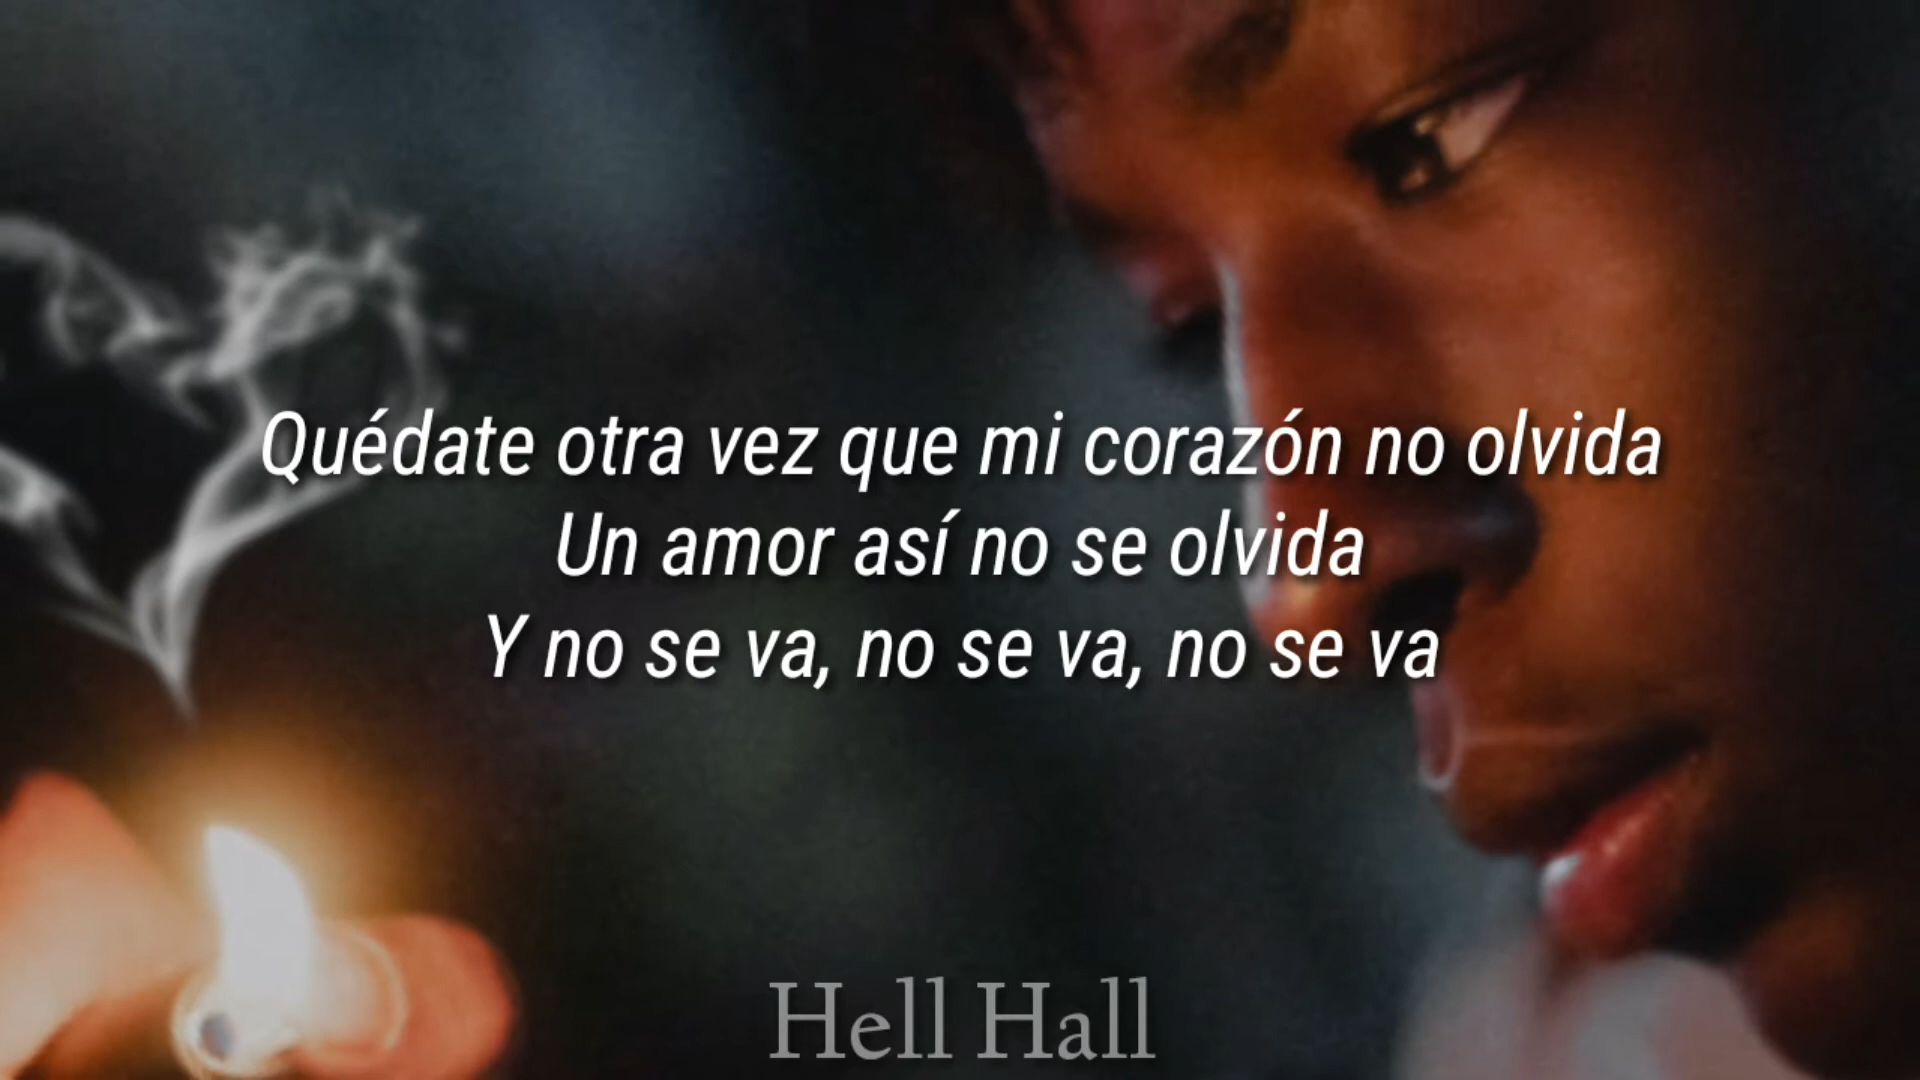 Quédate otra vez que mi corazón no olvida
Un amor así no se olvida
Y no se va, no se va, no se va
Hell Hall